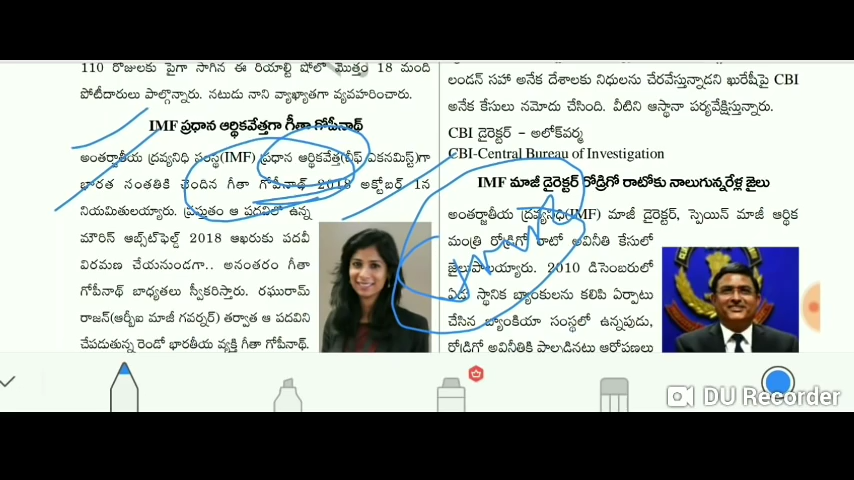 110 రోజులకు పైగా సాగిన ఈ రియాల్టీ షోలో మొత్తం 18 మంది
పోటీదారులు పాల్గొన్నారు. నటుడు నాని వ్యాఖ్యాతగా వ్యవహరించారు.
IMF ప్రధాన ఆర్థికవేత్తగా గీతా గోపీనాథ్
అంతర్జాతీయ ద్రవ్యనిధి సంస్థ(IMF) ప్రధాన ఆర్థికవేత్త(చీఫ్ ఏకనమిస్ట్)గా
భారత సంతతికి చెందిన గీతా గోపీనాథ్ 2018 అక్టోబర్ 1న
నియమితులయ్యారు. ప్రస్తుతం ఆ పదవిలో ఉన్న
మౌరిన్ ఆబ్స్‌ట్‌ఫెల్డ్ 2018 ఆఖరుకు పదవీ
విరమణ చేయనుండగా.. అనంతరం గీతా
గోపీనాథ్ బాధ్యతలు స్వీకరిస్తారు. రఘురామ్
రాజన్(ఆర్బీఐ మాజీ గవర్నర్) తర్వాత ఆ పదవిని
చేపడుతున్న రెండో భారతీయ వ్యక్తి గీతా గోపీనాథ్.
లండన్ సహా అనేక దేశాలకు నిధులను చేరవేస్తున్నాడని ఖురేషీపై CBI
అనేక కేసులు నమోదు చేసింది. వీటిని ఆస్థానా పర్యవేక్షిస్తున్నారు.
CBI డైరెక్టర్ - అలోక్‌వర్మ
CBI-Central Bureau of Investigation
IMF మాజీ డైరెక్టర్ రోడ్రిగో రాటోకు నాలుగున్నరేళ్ల జైలు
అంతర్జాతీయ ద్రవ్యనిధి(IMF) మాజీ డైరెక్టర్, స్పెయిన్ మాజీ ఆర్థిక
మంత్రి రోడ్రిగో రాటో అవినీతి కేసులో
జైలుపాలయ్యారు. 2010 డిసెంబరులో
ఏడు స్థానిక బ్యాంకులను కలిపి ఏర్పాటు
చేసిన బ్యాంకియా సంస్థలో ఉన్నపుడు,
రోడ్రిగో అవినీతికి పాల్పడినట్లు ఆరోపణలు
DU Recorder